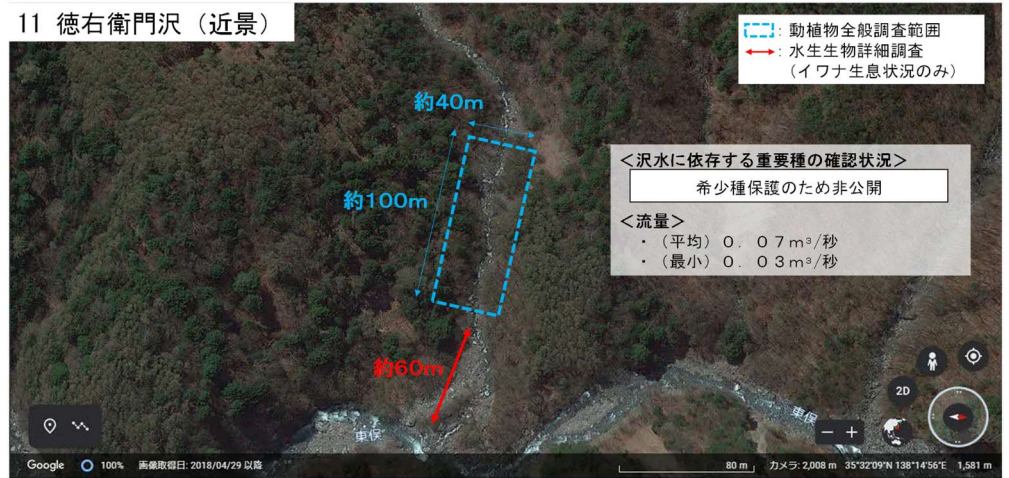 11 徳右衛門沢（近景）
：動植物全般調査範囲
：水生生物詳細調査
（イワナ生息状況のみ）
約40m
約100m
約60m
＜沢水に依存する重要種の確認状況＞
希少種保護のため非公開
＜流量＞
・（平均）０．０７ｍ³/秒
・（最小）０．０３ｍ³/秒
車俣
車俣
2D
Google 100% 画像取得日: 2018/04/29 以降
80 m カメラ: 2,008 m 35°32'09"N 138°14'56"E 1,581 m